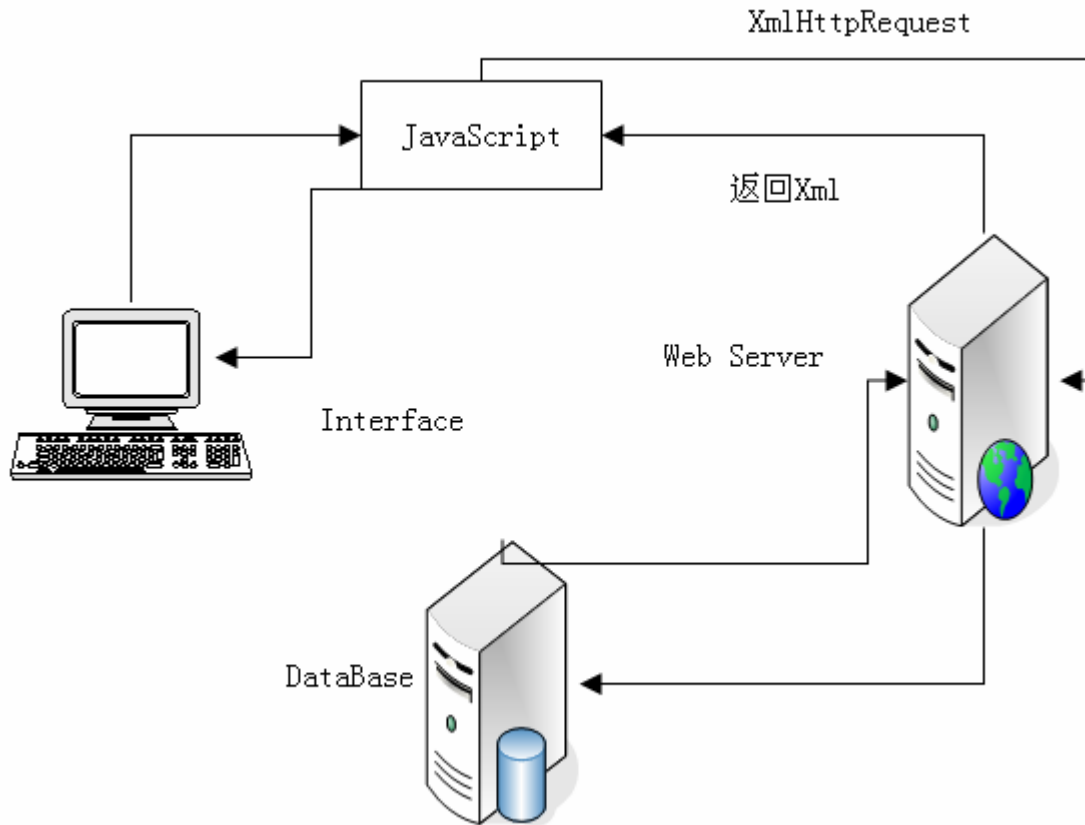 XmlHttpRequest
JavaScript
返回Xml
Web Server
Interface
DataBase